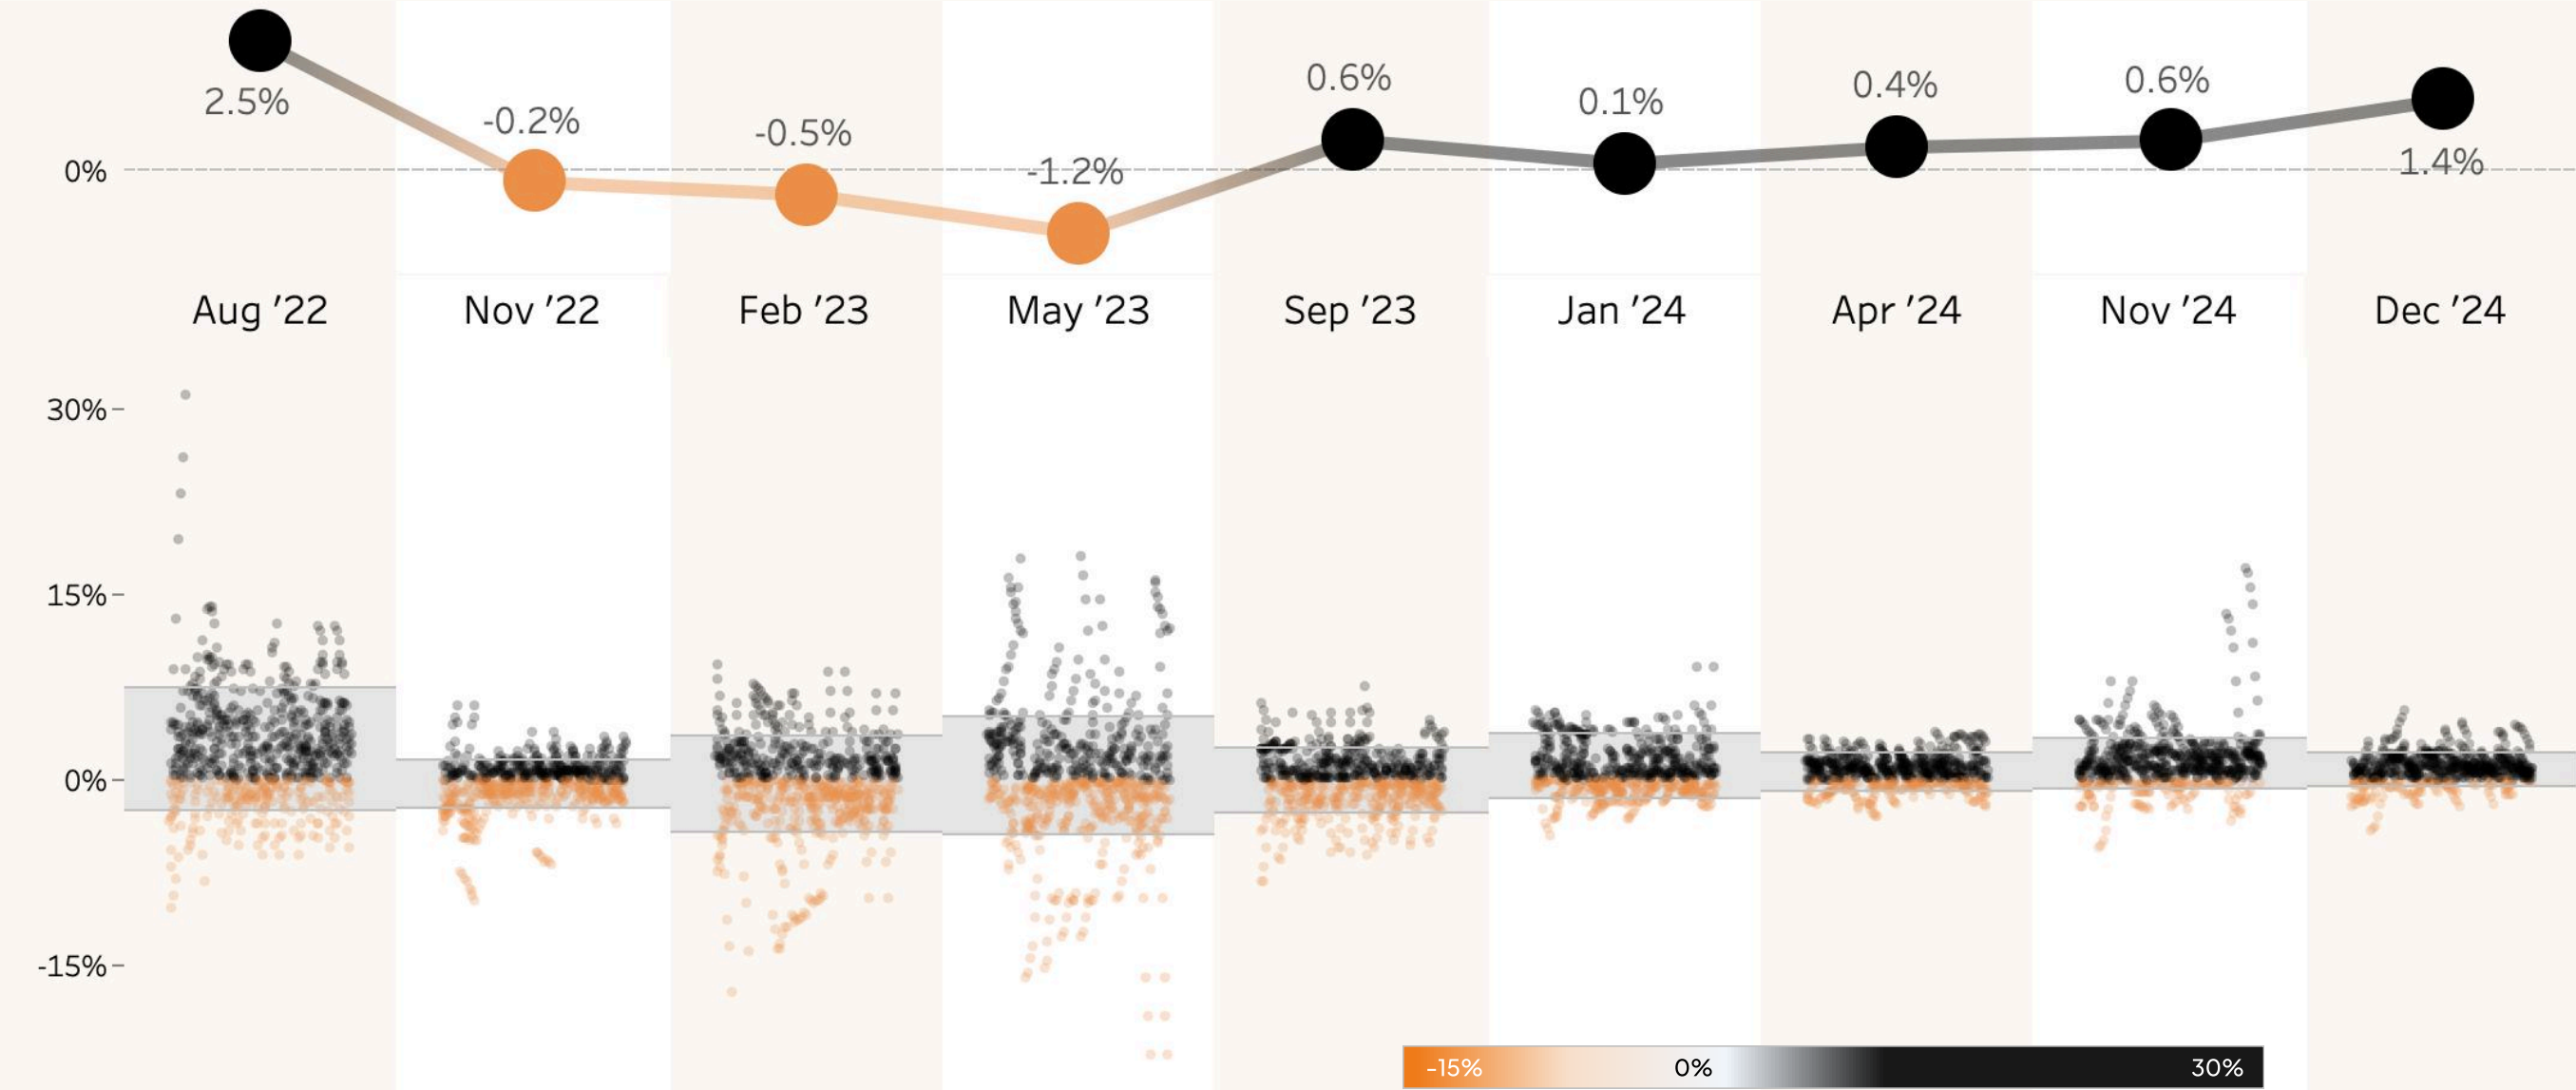 2.5%
-0.2%
-0.5%
-1.2%
0.6%
0.1%
0.4%
0.6%
1.4%
0%
Aug '22
Nov '22
Feb '23
May '23
Sep '23
Jan '24
Apr '24
Nov '24
Dec '24
30%
15%
0%
-15%
-15% 0% 30%